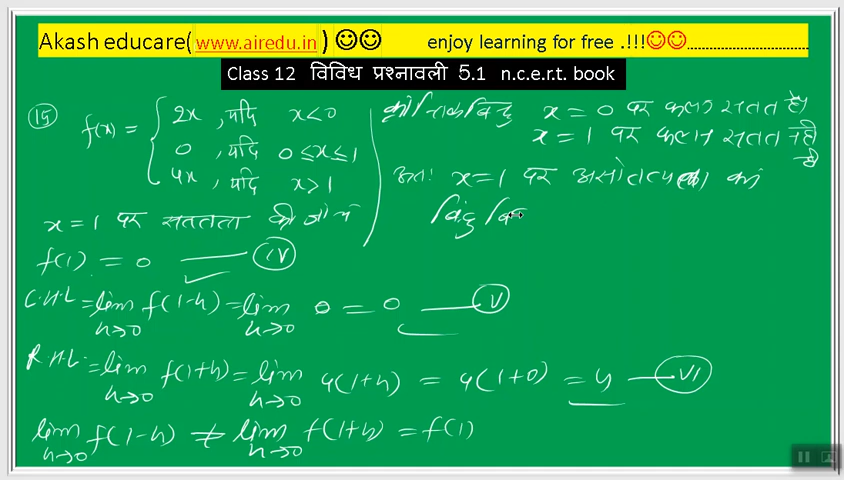 Akash educare( www.airedu.in ) ☺☺ enjoy learning for free .!!!☺☺
Class 12 विविध प्रश्नावली 5.1 n.c.e.r.t. book
(15) f(x) = { 2x , यदि x < 0
0 , यदि 0 ≤ x ≤ 1
4x , यदि x > 1
x = 1 पर सततता की जाँच
f(1) = 0 —— (IV)
L.H.L = lim h→0 f(1-h) = lim h→0 0 = 0 —— (V)
R.H.L = lim h→0 f(1+h) = lim h→0 4(1+h) = 4(1+0) = 4 —— (VI)
lim h→0 f(1-h) ≠ lim h→0 f(1+h) = f(1)
x = 0 पर फलन सतत है।
x = 1 पर फलन सतत नहीं है
अतः x = 1 पर का
बिंदु